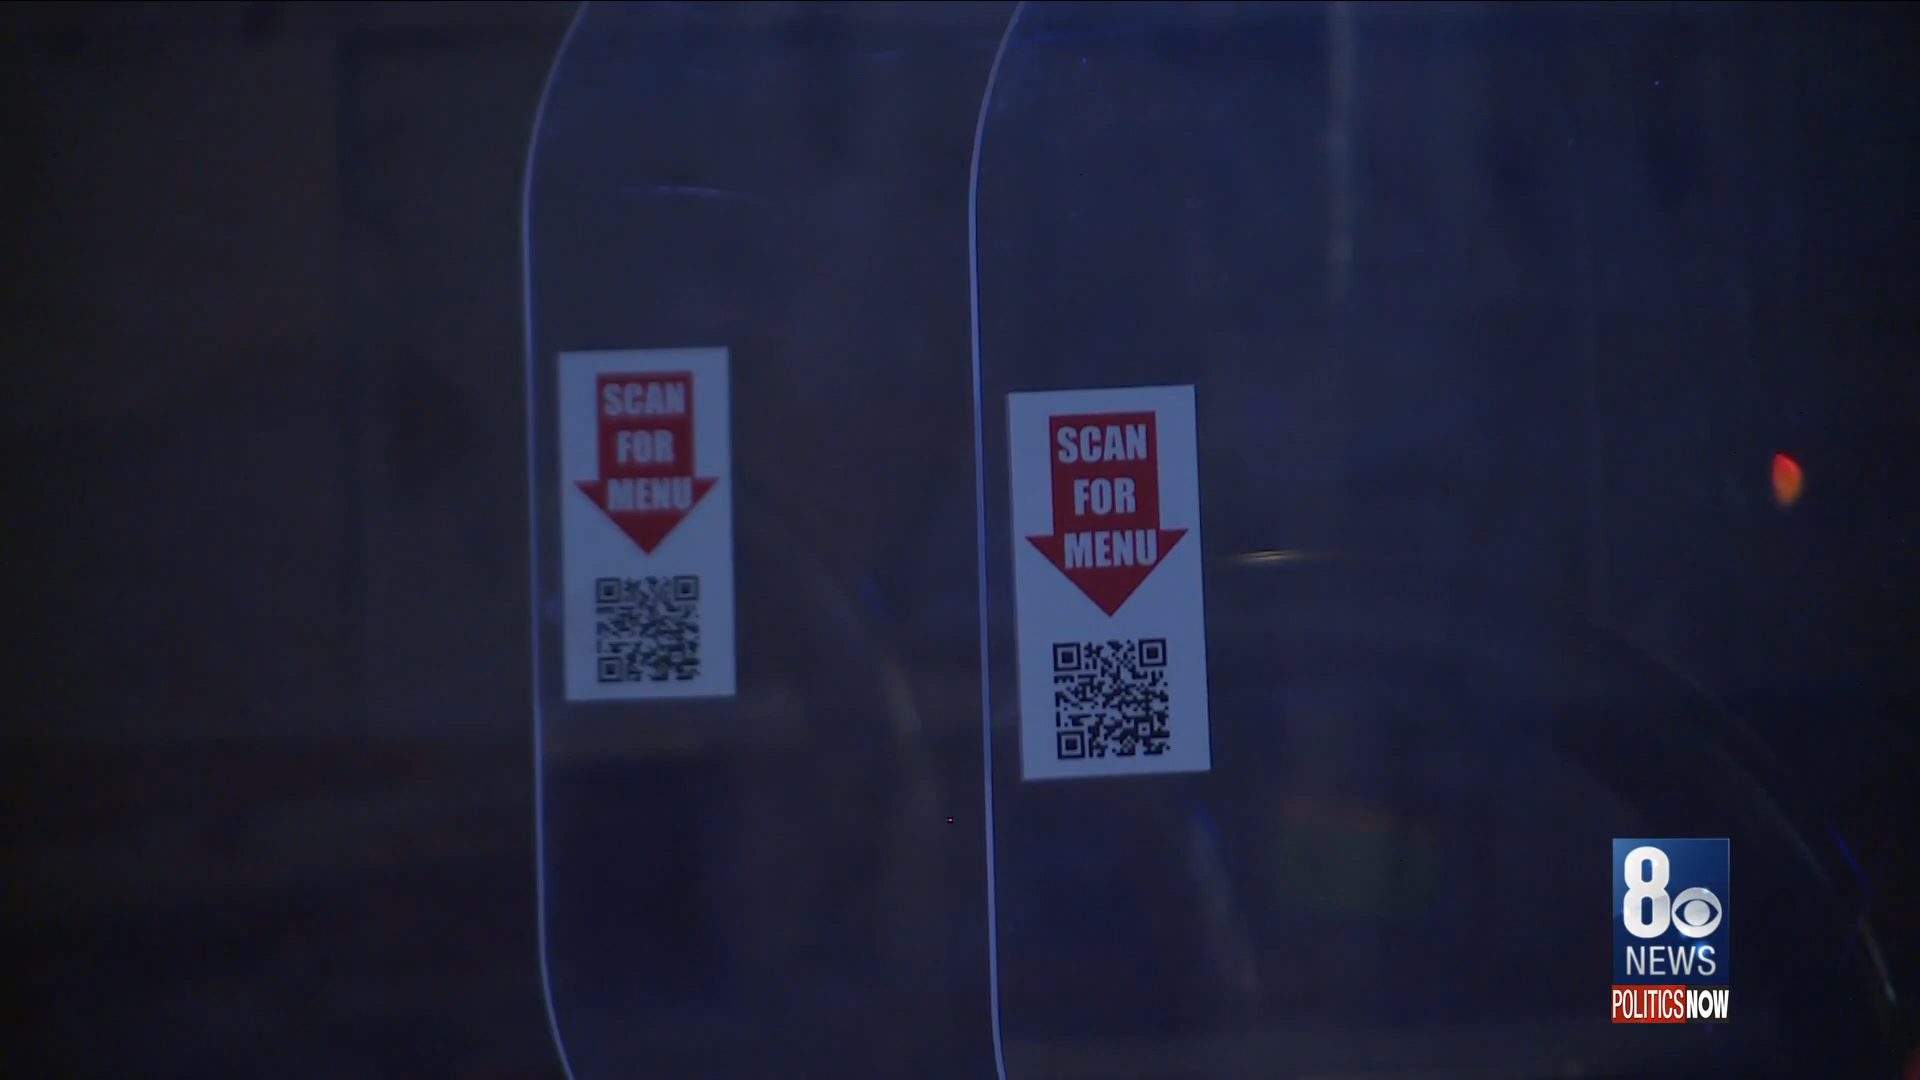 SCAN
FOR
MENU
SCAN
FOR
MENU
8
NEWS
POLITICSNOW